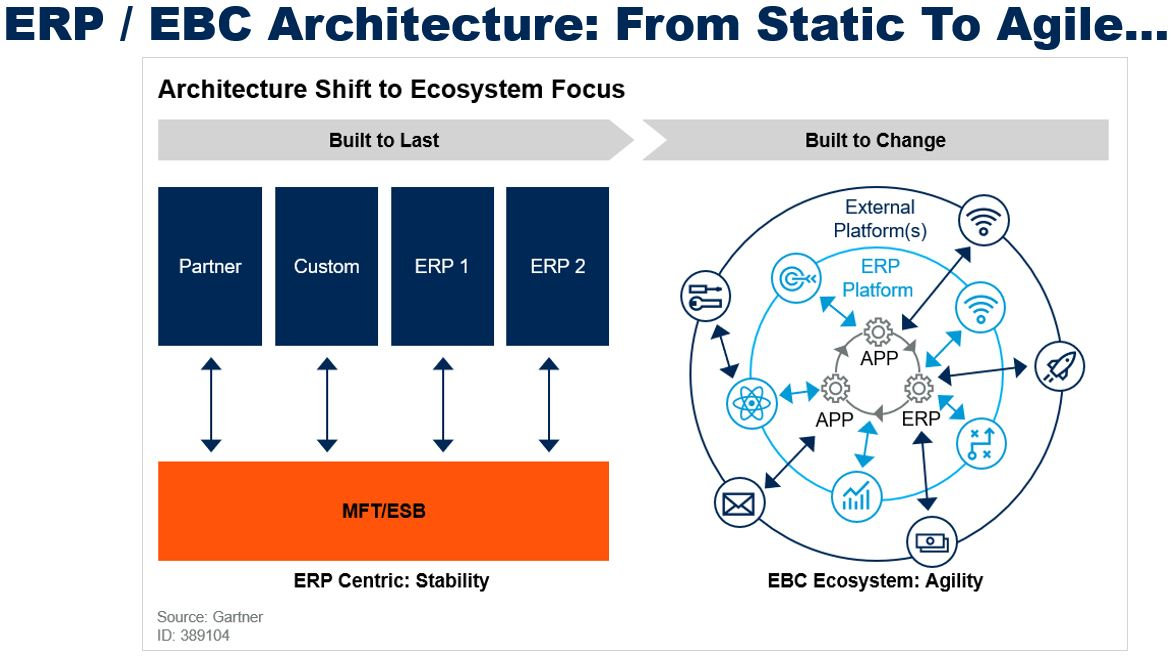 ERP / EBC Architecture: From Static To Agile...
Architecture Shift to Ecosystem Focus
Built to Last
Built to Change
Partner
Custom
ERP 1
ERP 2
MFT/ESB
ERP Centric: Stability
External
Platform(s)
ERP
Platform
APP
APP
ERP
EBC Ecosystem: Agility
Source: Gartner
ID: 389104